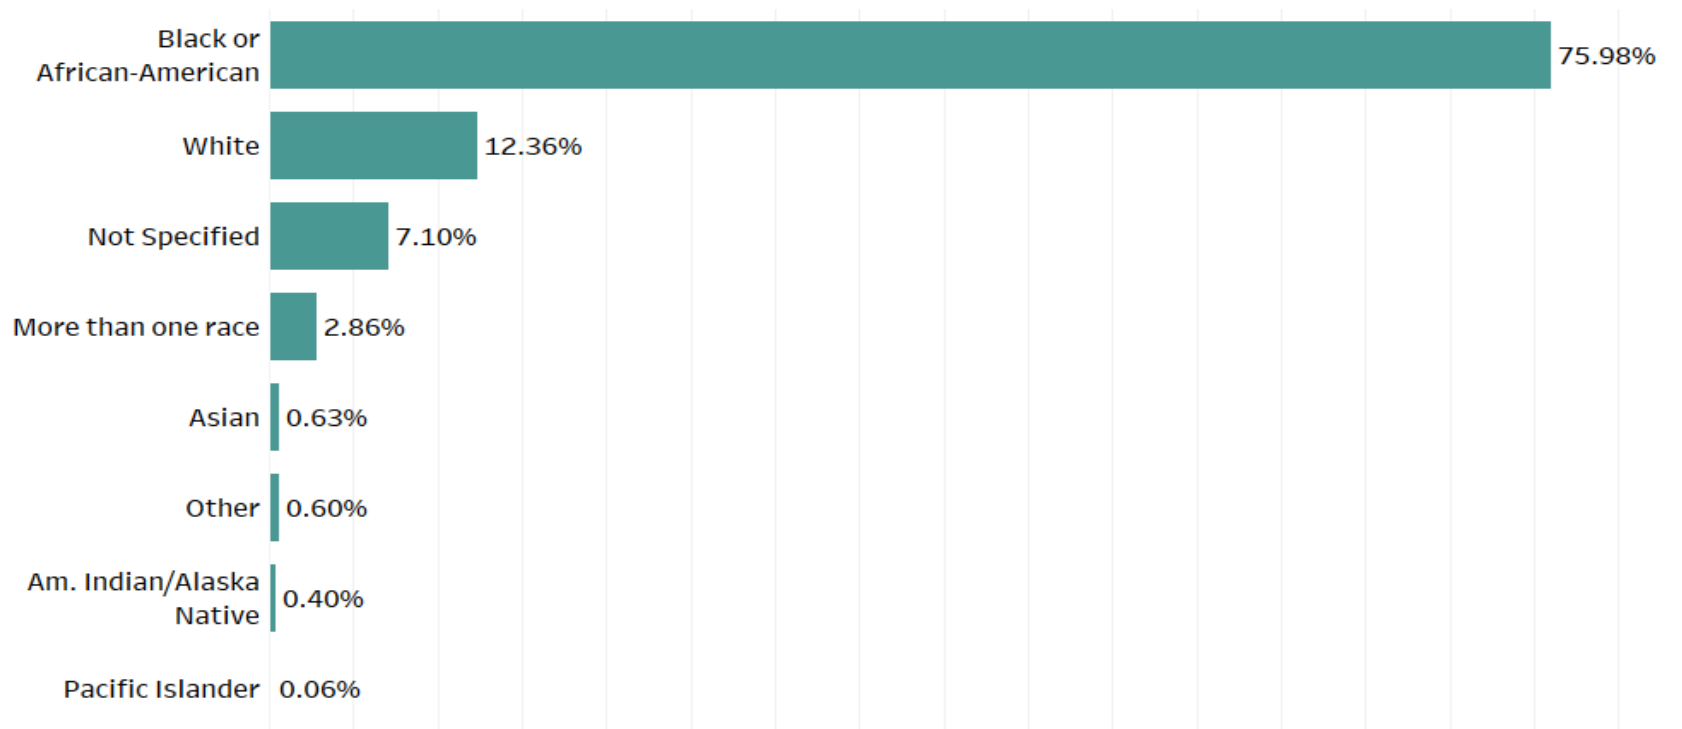 Black or
African-American
75.98%
White
12.36%
Not Specified
7.10%
More than one race
2.86%
Asian
0.63%
Other
0.60%
Am. Indian/Alaska
Native
0.40%
Pacific Islander
0.06%